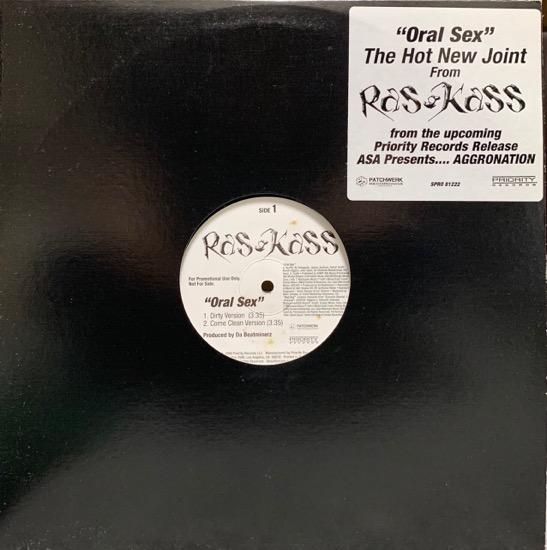 “Oral Sex”
The Hot New Joint
From
RAS KASS
from the upcoming
Priority Records Release
ASA Presents.... AGGRONATION
PATCHWERK
SPRO 81222
PRIORITY
RECORDS
SIDE 1
RAS KASS
For Promotional Use Only.
Not For Sale.
“Oral Sex”
1. Dirty Version (3:35)
2. Come Clean Version (3:35)
Produced by Da Beatminerz
PATCHWERK
PRIORITY